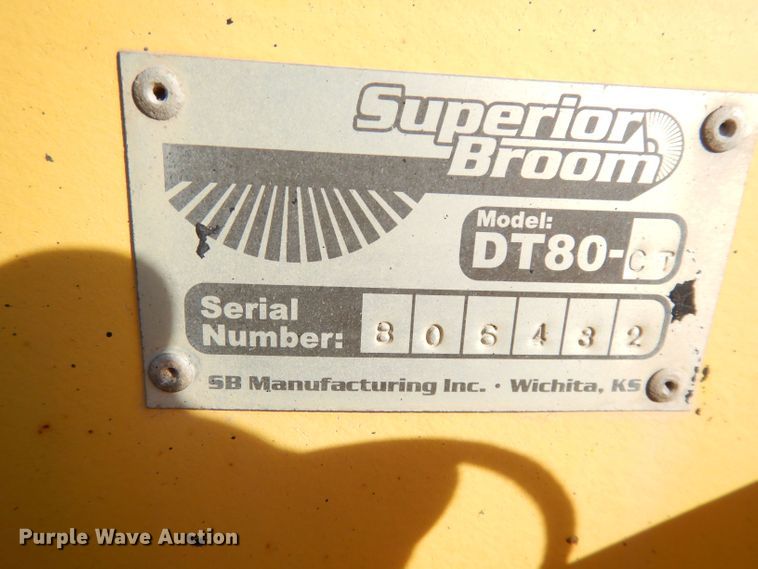 Superior
Broom
Model:
DT80-CT
Serial
Number: 806432
SB Manufacturing Inc. · Wichita, KS
Purple Wave Auction